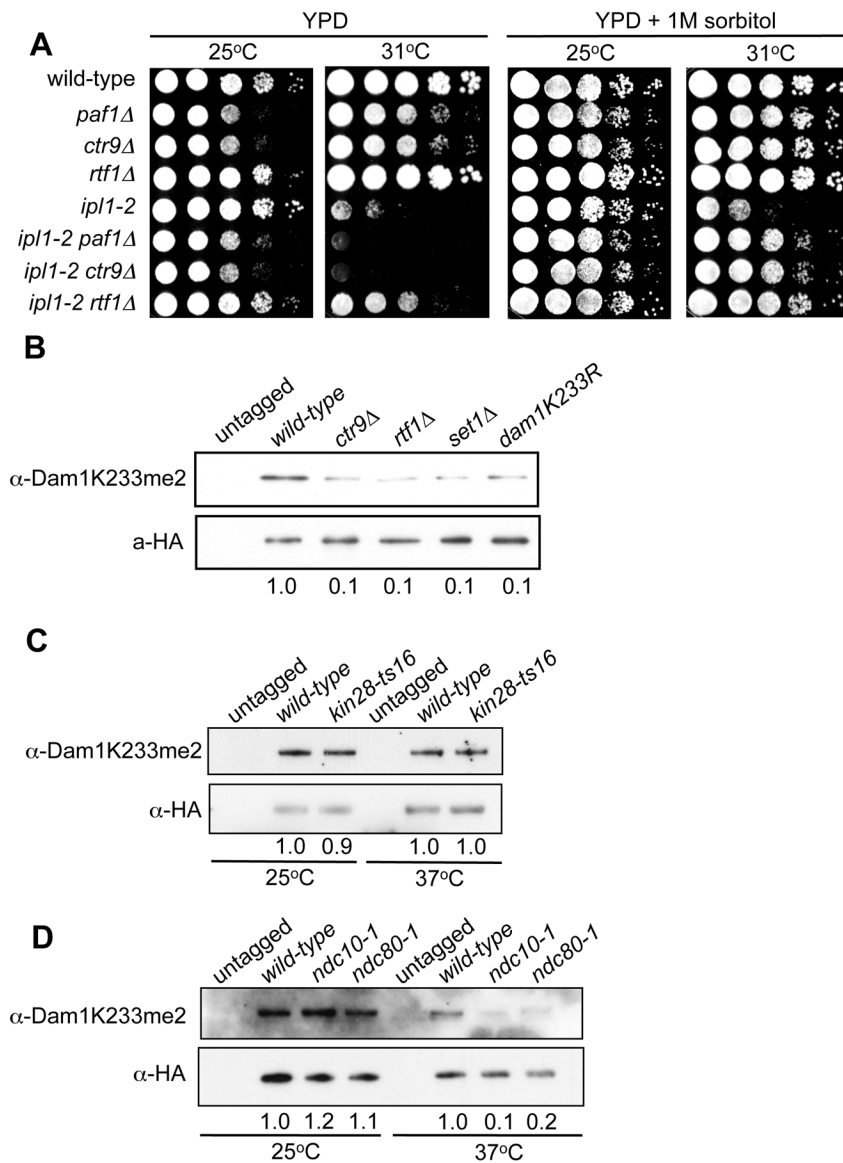 YPD YPD + 1M sorbitol
A 25°C 31°C 25°C 31°C
wild-type
paf1Δ
ctr9Δ
rtf1Δ
ipl1-2
ipl1-2 paf1Δ
ipl1-2 ctr9Δ
ipl1-2 rtf1Δ
B
untagged wild-type ctr9Δ rtf1Δ set1Δ dam1K233R
α-Dam1K233me2
a-HA
1.0 0.1 0.1 0.1 0.1
C
untagged wild-type kin28-ts16 untagged wild-type kin28-ts16
α-Dam1K233me2
α-HA
1.0 0.9 1.0 1.0
25°C 37°C
D
untagged wild-type ndc10-1 ndc80-1 untagged wild-type ndc10-1 ndc80-1
α-Dam1K233me2
α-HA
1.0 1.2 1.1 1.0 0.1 0.2
25°C 37°C